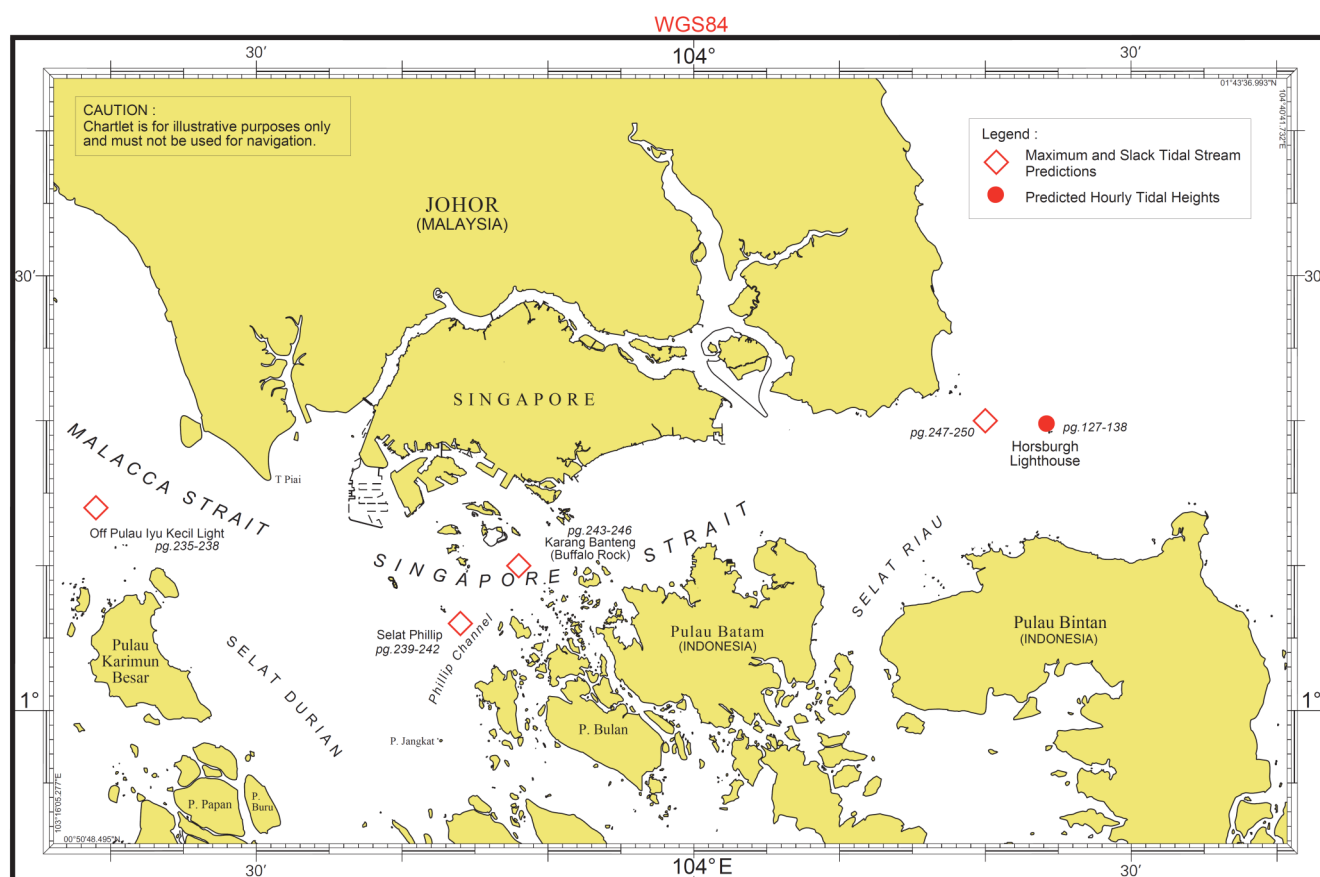 WGS84
30'
104°
30'
01°43'36.993"N
104°40'41.732"E
CAUTION :
Chartlet is for illustrative purposes only
and must not be used for navigation.
Legend :
Maximum and Slack Tidal Stream
Predictions
Predicted Hourly Tidal Heights
JOHOR
(MALAYSIA)
30'
30'
SINGAPORE
pg.247-250
pg.127-138
Horsburgh
Lighthouse
MALACCA STRAIT
T Piai
Off Pulau Iyu Kecil Light
pg.235-238
pg.243-246
Karang Banteng
(Buffalo Rock)
SINGAPORE STRAIT
SELAT RIAU
Selat Phillip
pg.239-242
Phillip Channel
Pulau
Karimun
Besar
SELAT DURIAN
Pulau Batam
(INDONESIA)
Pulau Bintan
(INDONESIA)
1°
1°
P. Bulan
P. Jangkat
P. Papan
P.
Buru
103°16'05.277"E
00°50'48.495"N
30'
104°E
30'